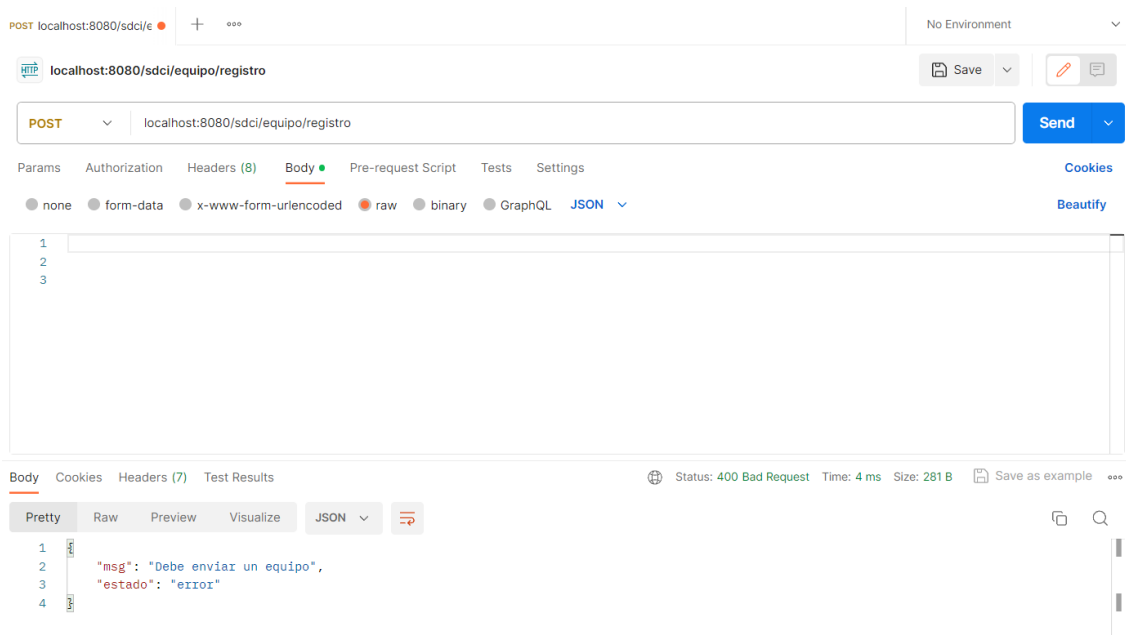 POST localhost:8080/sdci/e
No Environment
HTTP localhost:8080/sdci/equipo/registro
Save
POST localhost:8080/sdci/equipo/registro Send
Params Authorization Headers (8) Body Pre-request Script Tests Settings Cookies
none form-data x-www-form-urlencoded raw binary GraphQL JSON Beautify
1
2
3
Body Cookies Headers (7) Test Results Status: 400 Bad Request Time: 4 ms Size: 281 B Save as example
Pretty Raw Preview Visualize JSON
1 {
2 "msg": "Debe enviar un equipo",
3 "estado": "error"
4 }